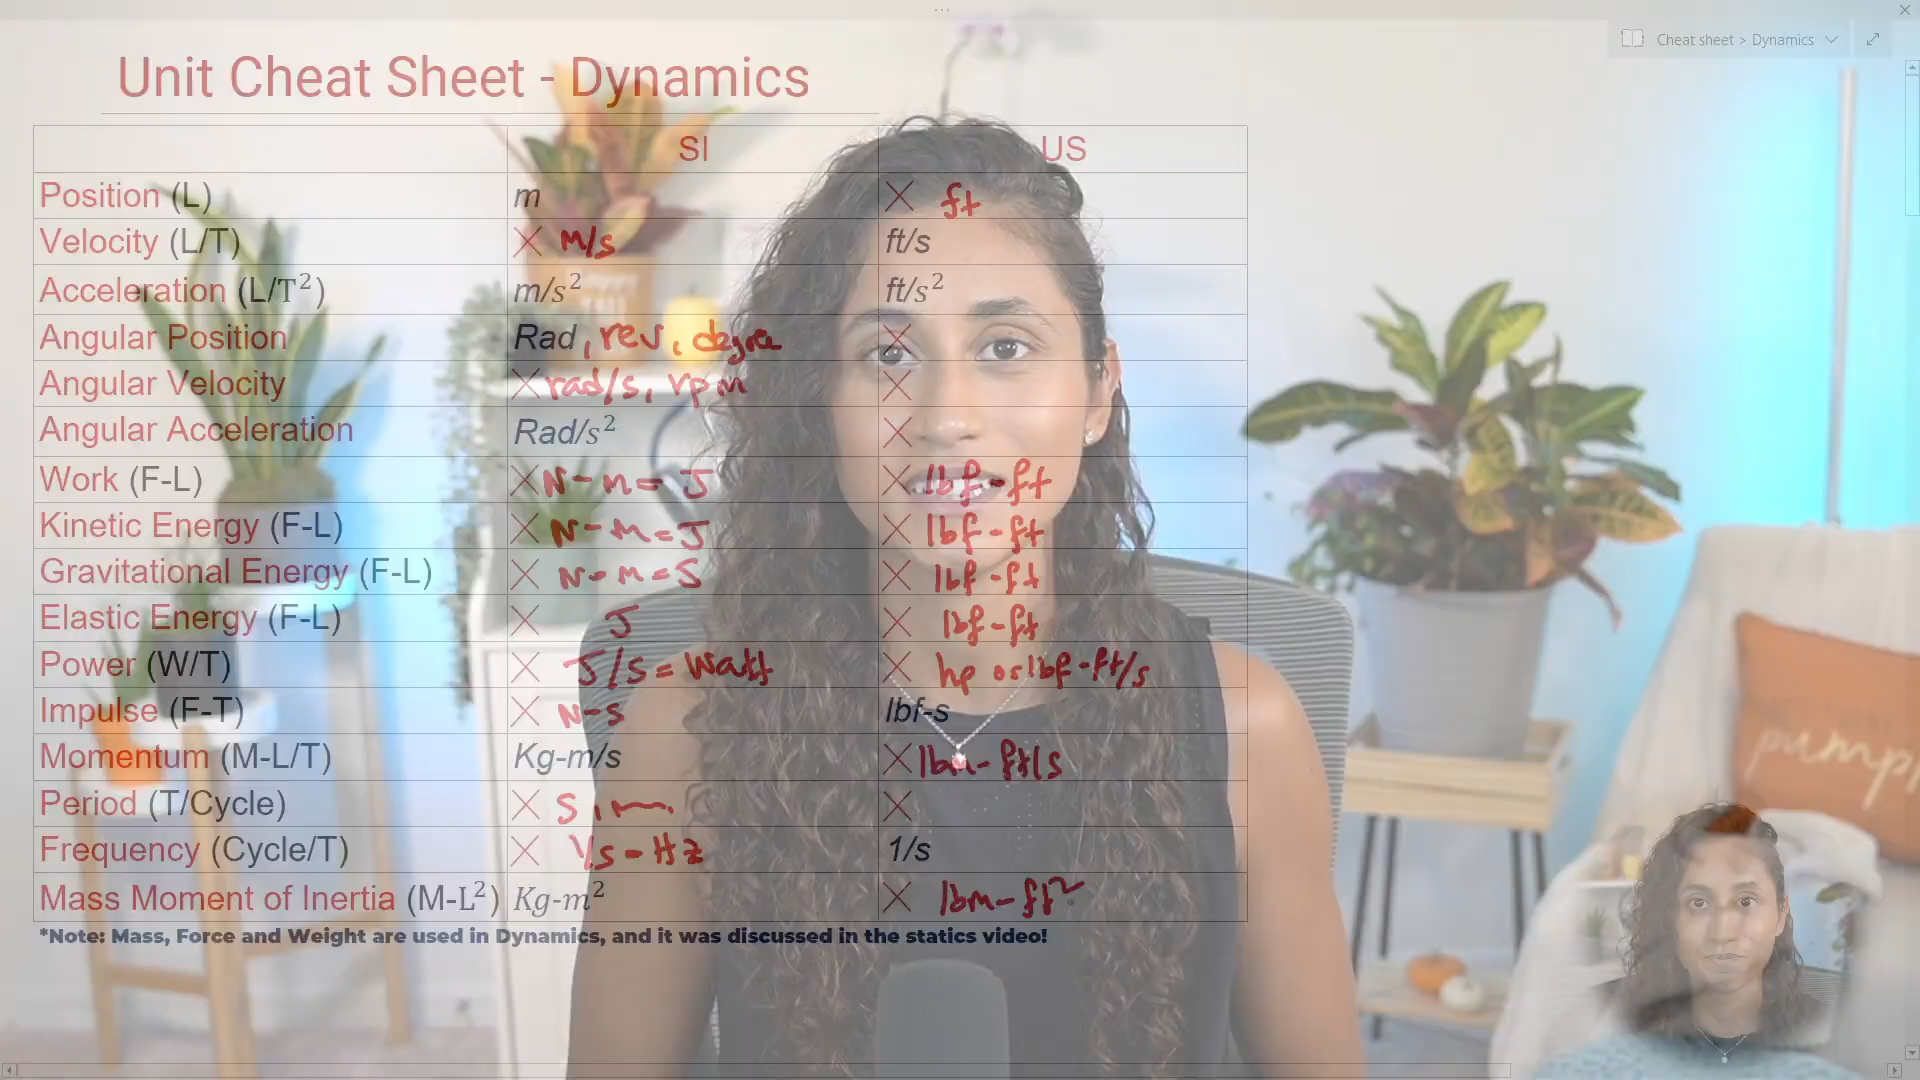 Cheat sheet > Dynamics
Unit Cheat Sheet - Dynamics
SI US
Position (L) m X ft
Velocity (L/T) X m/s ft/s
Acceleration (L/T²) m/s² ft/s²
Angular Position Rad, rev, degree X
Angular Velocity X rad/s, rpm X
Angular Acceleration Rad/s² X
Work (F-L) X N-m=J X lbf-ft
Kinetic Energy (F-L) X N-m=J X lbf-ft
Gravitational Energy (F-L) X N-m=J X lbf-ft
Elastic Energy (F-L) X J X lbf-ft
Power (W/T) X J/s=Watt X hp or lbf-ft/s
Impulse (F-T) X N-s lbf-s
Momentum (M-L/T) Kg-m/s X lbm-ft/s
Period (T/Cycle) X s, X
Frequency (Cycle/T) X 1/s-Hz 1/s
Mass Moment of Inertia (M-L²) Kg-m² X lbm-ft²
*Note: Mass, Force and Weight are used in Dynamics, and it was discussed in the statics video!